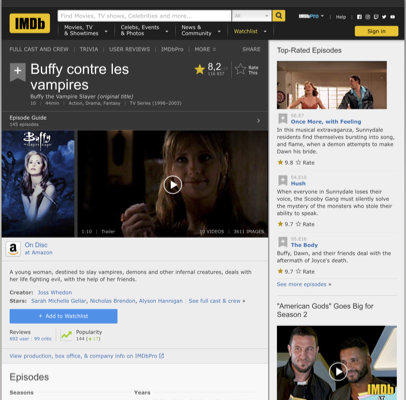 IMDb
Find Movies, TV shows, Celebrities and more...
All
IMDbPro
Help
Movies, TV & Showtimes
Celebs, Events & Photos
News & Community
Watchlist
Sign in
FULL CAST AND CREW | TRIVIA | USER REVIEWS | IMDbPro | MORE
SHARE
Buffy contre les vampires
8,2
Rate This
Buffy the Vampire Slayer (original title)
10 | 44min | Action, Drama, Fantasy | TV Series (1996–2003)
Episode Guide
145 episodes
Buffy
1:10 | Trailer
10 VIDEOS | 3611 IMAGES
a
On Disc
at Amazon
A young woman, destined to slay vampires, demons and other infernal creatures, deals with
her life fighting evil, with the help of her friends.
Creator: Joss Whedon
Stars: Sarah Michelle Gellar, Nicholas Brendon, Alyson Hannigan | See full cast & crew »
+ Add to Watchlist
Reviews
Popularity
View production, box office, & company info on IMDbPro
Episodes
Seasons
Years
Top-Rated Episodes
S6.E7
Once More, with Feeling
In this musical extravaganza, Sunnydale
residents find themselves bursting into song,
and flame, when a demon attempts to make
Dawn his bride.
9.8 Rate
S4.E10
Hush
When everyone in Sunnydale loses their
voice, the Scooby Gang must silently solve
the mystery of the monsters who stole their
ability to speak.
9.7 Rate
S5.E16
The Body
Buffy, Dawn, and their friends deal with the
aftermath of Joyce's death.
9.7 Rate
See more episodes »
"American Gods" Goes Big for
Season 2
IMDb